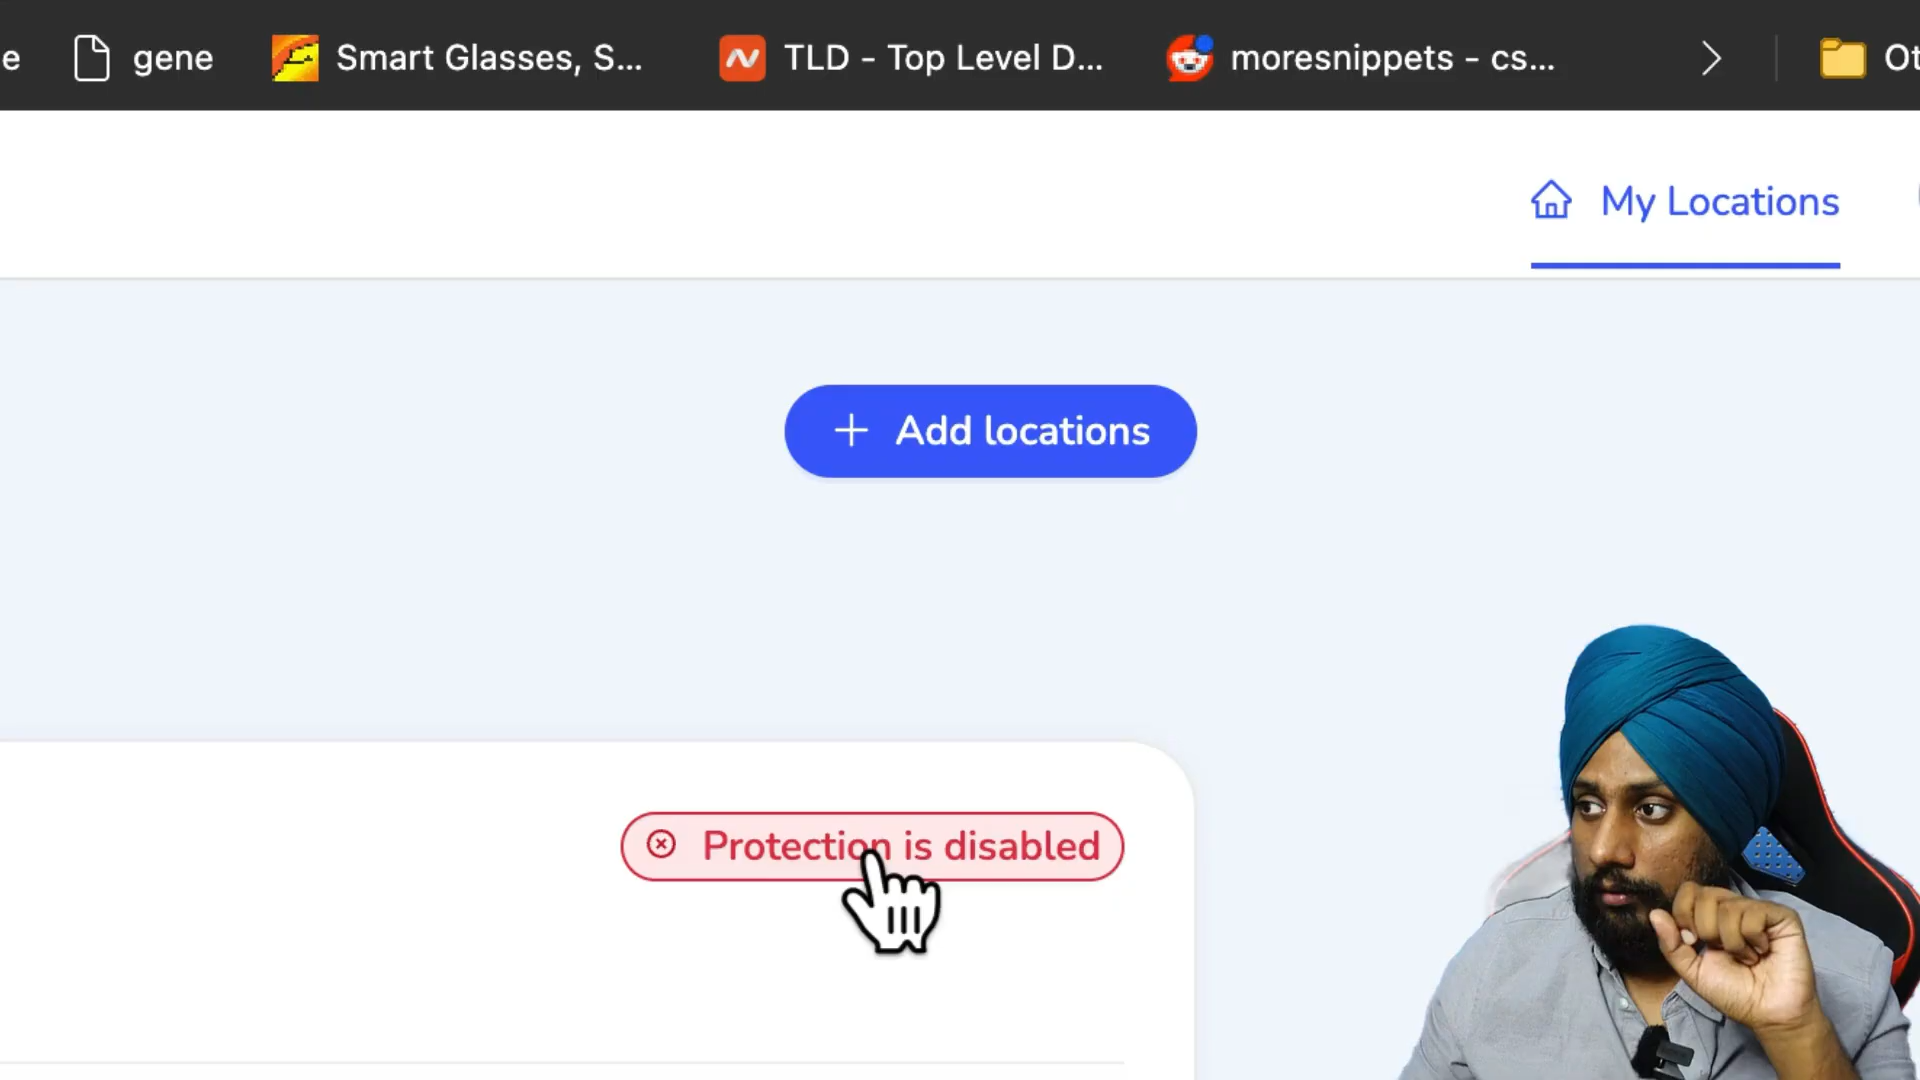 e gene Smart Glasses, S... TLD - Top Level D... moresnippets - cs... Ot
My Locations
+ Add locations
Protection is disabled